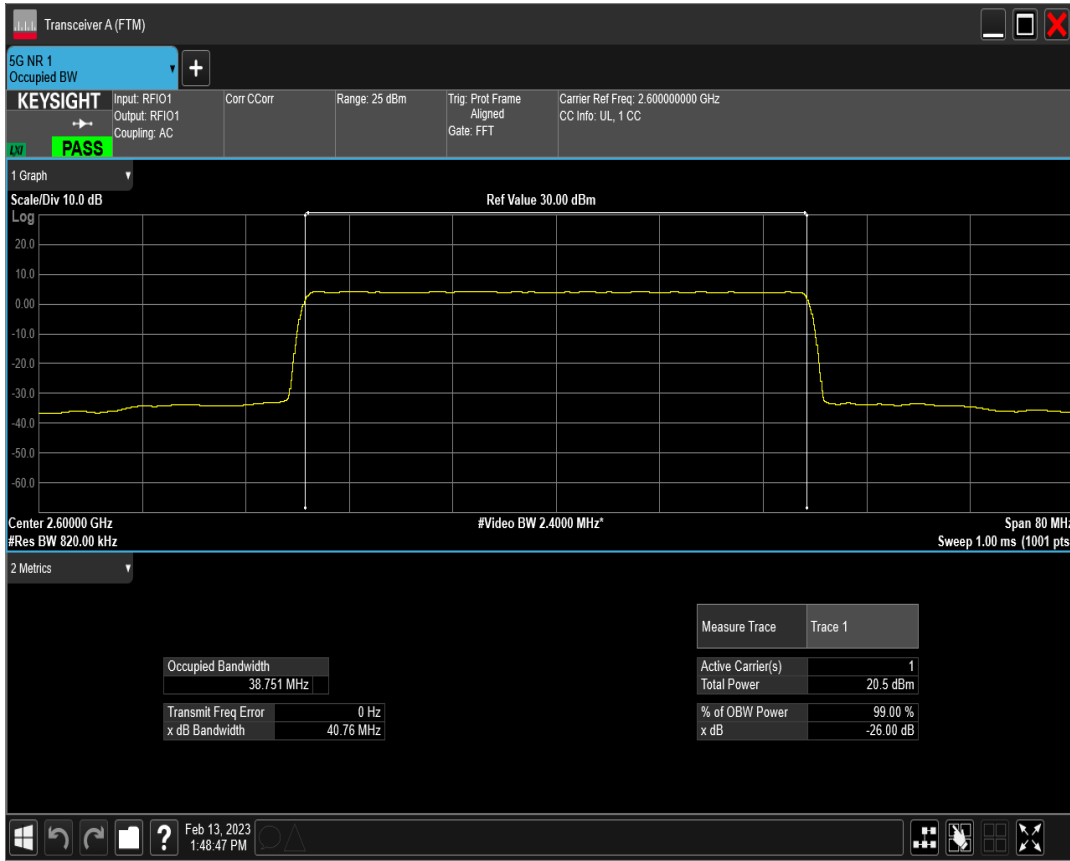 Transceiver A (FTM)
5G NR 1
Occupied BW
+
KEYSIGHT
LXI
PASS
Input: RFIO1
Output: RFIO1
Coupling: AC
Corr CCorr
Range: 25 dBm
Trig: Prot Frame
Aligned
Gate: FFT
Carrier Ref Freq: 2.600000000 GHz
CC Info: UL, 1 CC
1 Graph
Scale/Div 10.0 dB
Ref Value 30.00 dBm
Log
20.0
10.0
0.00
-10.0
-20.0
-30.0
-40.0
-50.0
-60.0
Center 2.60000 GHz
#Video BW 2.4000 MHz*
Span 80 MHz
#Res BW 820.00 kHz
Sweep 1.00 ms (1001 pts
2 Metrics
Measure Trace Trace 1
Occupied Bandwidth
38.751 MHz
Active Carrier(s) 1
Total Power 20.5 dBm
Transmit Freq Error 0 Hz
x dB Bandwidth 40.76 MHz
% of OBW Power 99.00 %
x dB -26.00 dB
?
Feb 13, 2023
1:48:47 PM